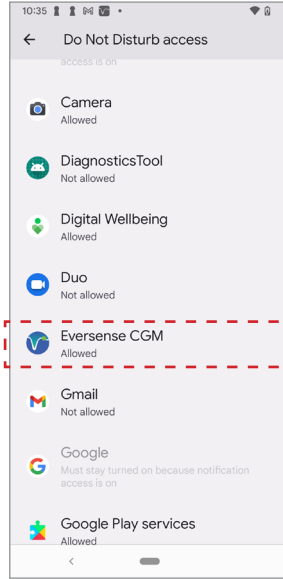 10:35
Do Not Disturb access
access is on
Camera
Allowed
DiagnosticsTool
Not allowed
Digital Wellbeing
Allowed
Duo
Not allowed
Eversense CGM
Allowed
Gmail
Not allowed
Google
Must stay turned on because notification
access is on
Google Play services
Allowed